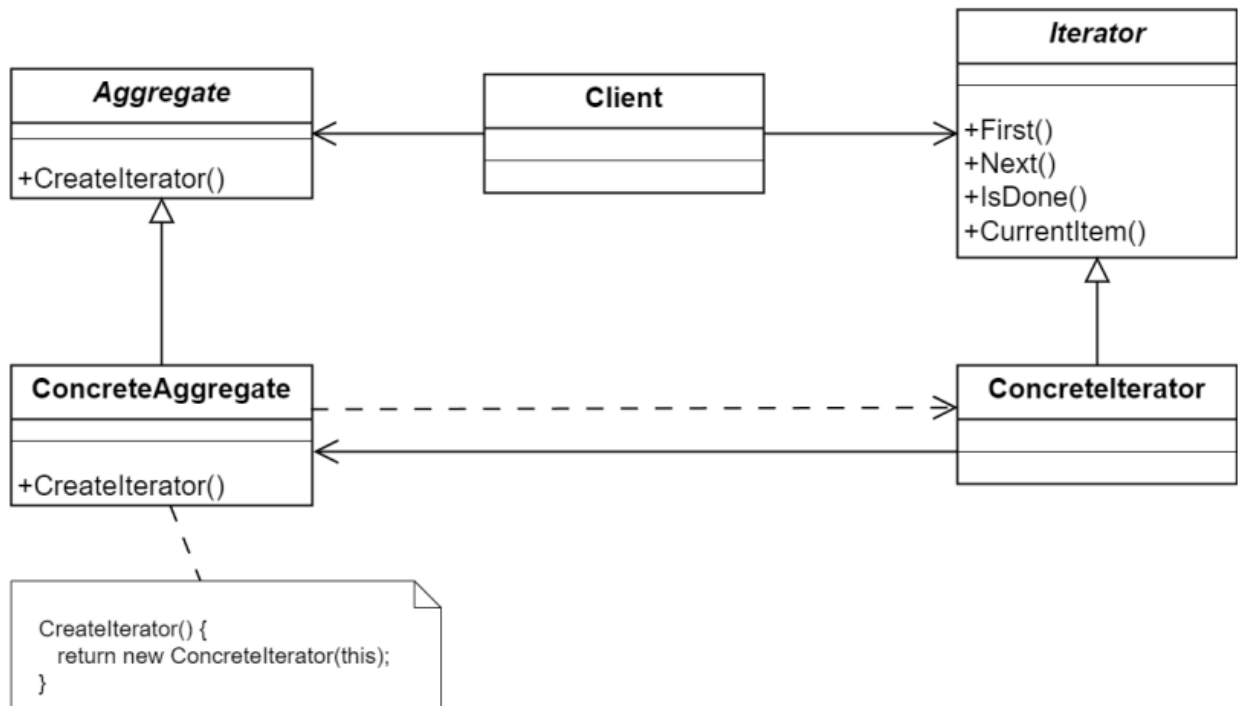 Aggregate
+CreateIterator()
Client
Iterator
+First()
+Next()
+IsDone()
+CurrentItem()
ConcreteAggregate
+CreateIterator()
ConcreteIterator
CreateIterator() {
return new ConcreteIterator(this);
}